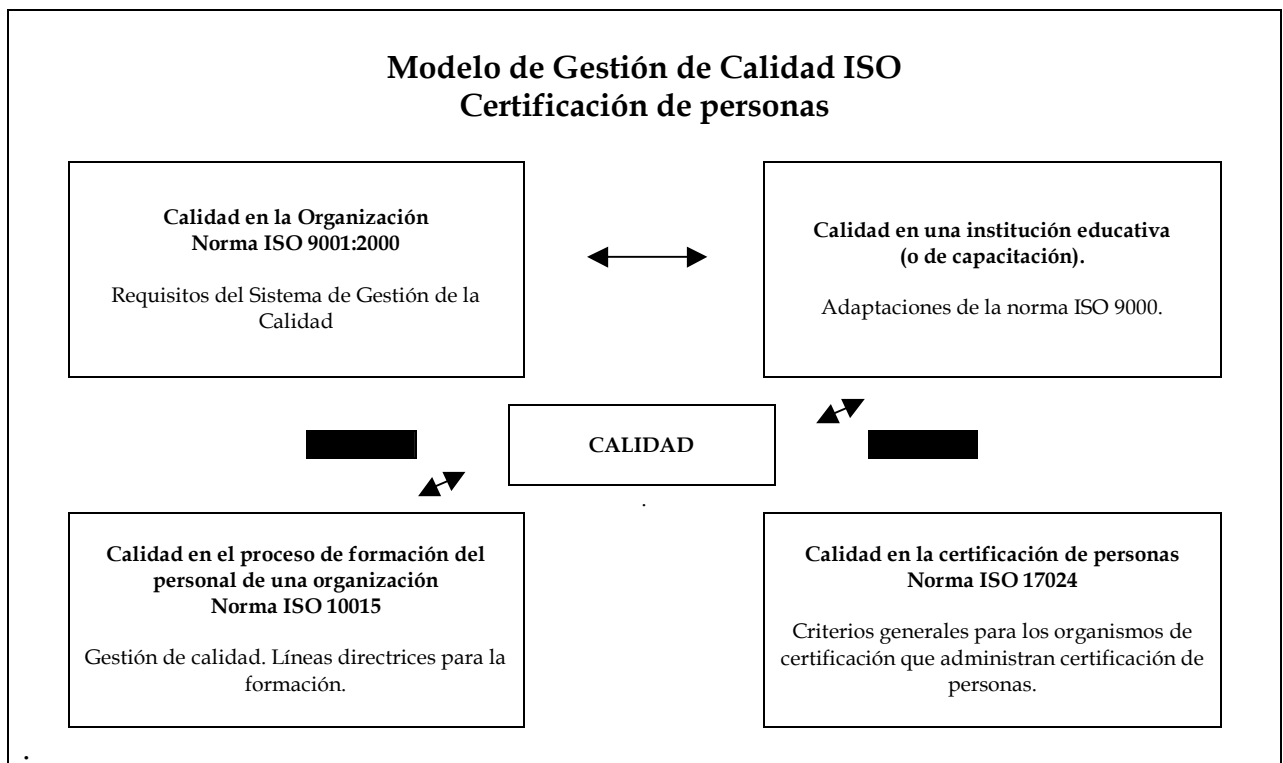 Modelo de Gestión de Calidad ISO
Certificación de personas
Calidad en la Organización
Norma ISO 9001:2000
Requisitos del Sistema de Gestión de la
Calidad
Calidad en una institución educativa
(o de capacitación).
Adaptaciones de la norma ISO 9000.
CALIDAD
.
Calidad en el proceso de formación del
personal de una organización
Norma ISO 10015
Gestión de calidad. Líneas directrices para la
formación.
Calidad en la certificación de personas
Norma ISO 17024
Criterios generales para los organismos de
certificación que administran certificación de
personas.
.